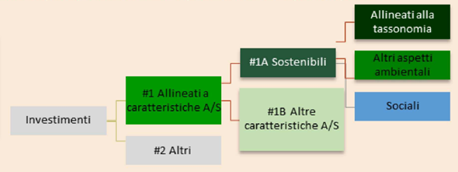 Investimenti
#1 Allineati a
caratteristiche A/S
#2 Altri
#1A Sostenibili
#1B Altre
caratteristiche A/S
Allineati alla
tassonomia
Altri aspetti
ambientali
Sociali